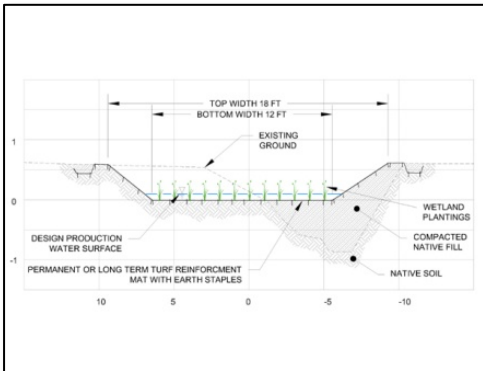 TOP WIDTH 18 FT
BOTTOM WIDTH 12 FT
EXISTING
GROUND
1
0
-1
WETLAND
PLANTINGS
DESIGN PRODUCTION
WATER SURFACE
COMPACTED
NATIVE FILL
PERMANENT OR LONG TERM TURF REINFORCMENT
MAT WITH EARTH STAPLES
NATIVE SOIL
10 5 0 -5 -10